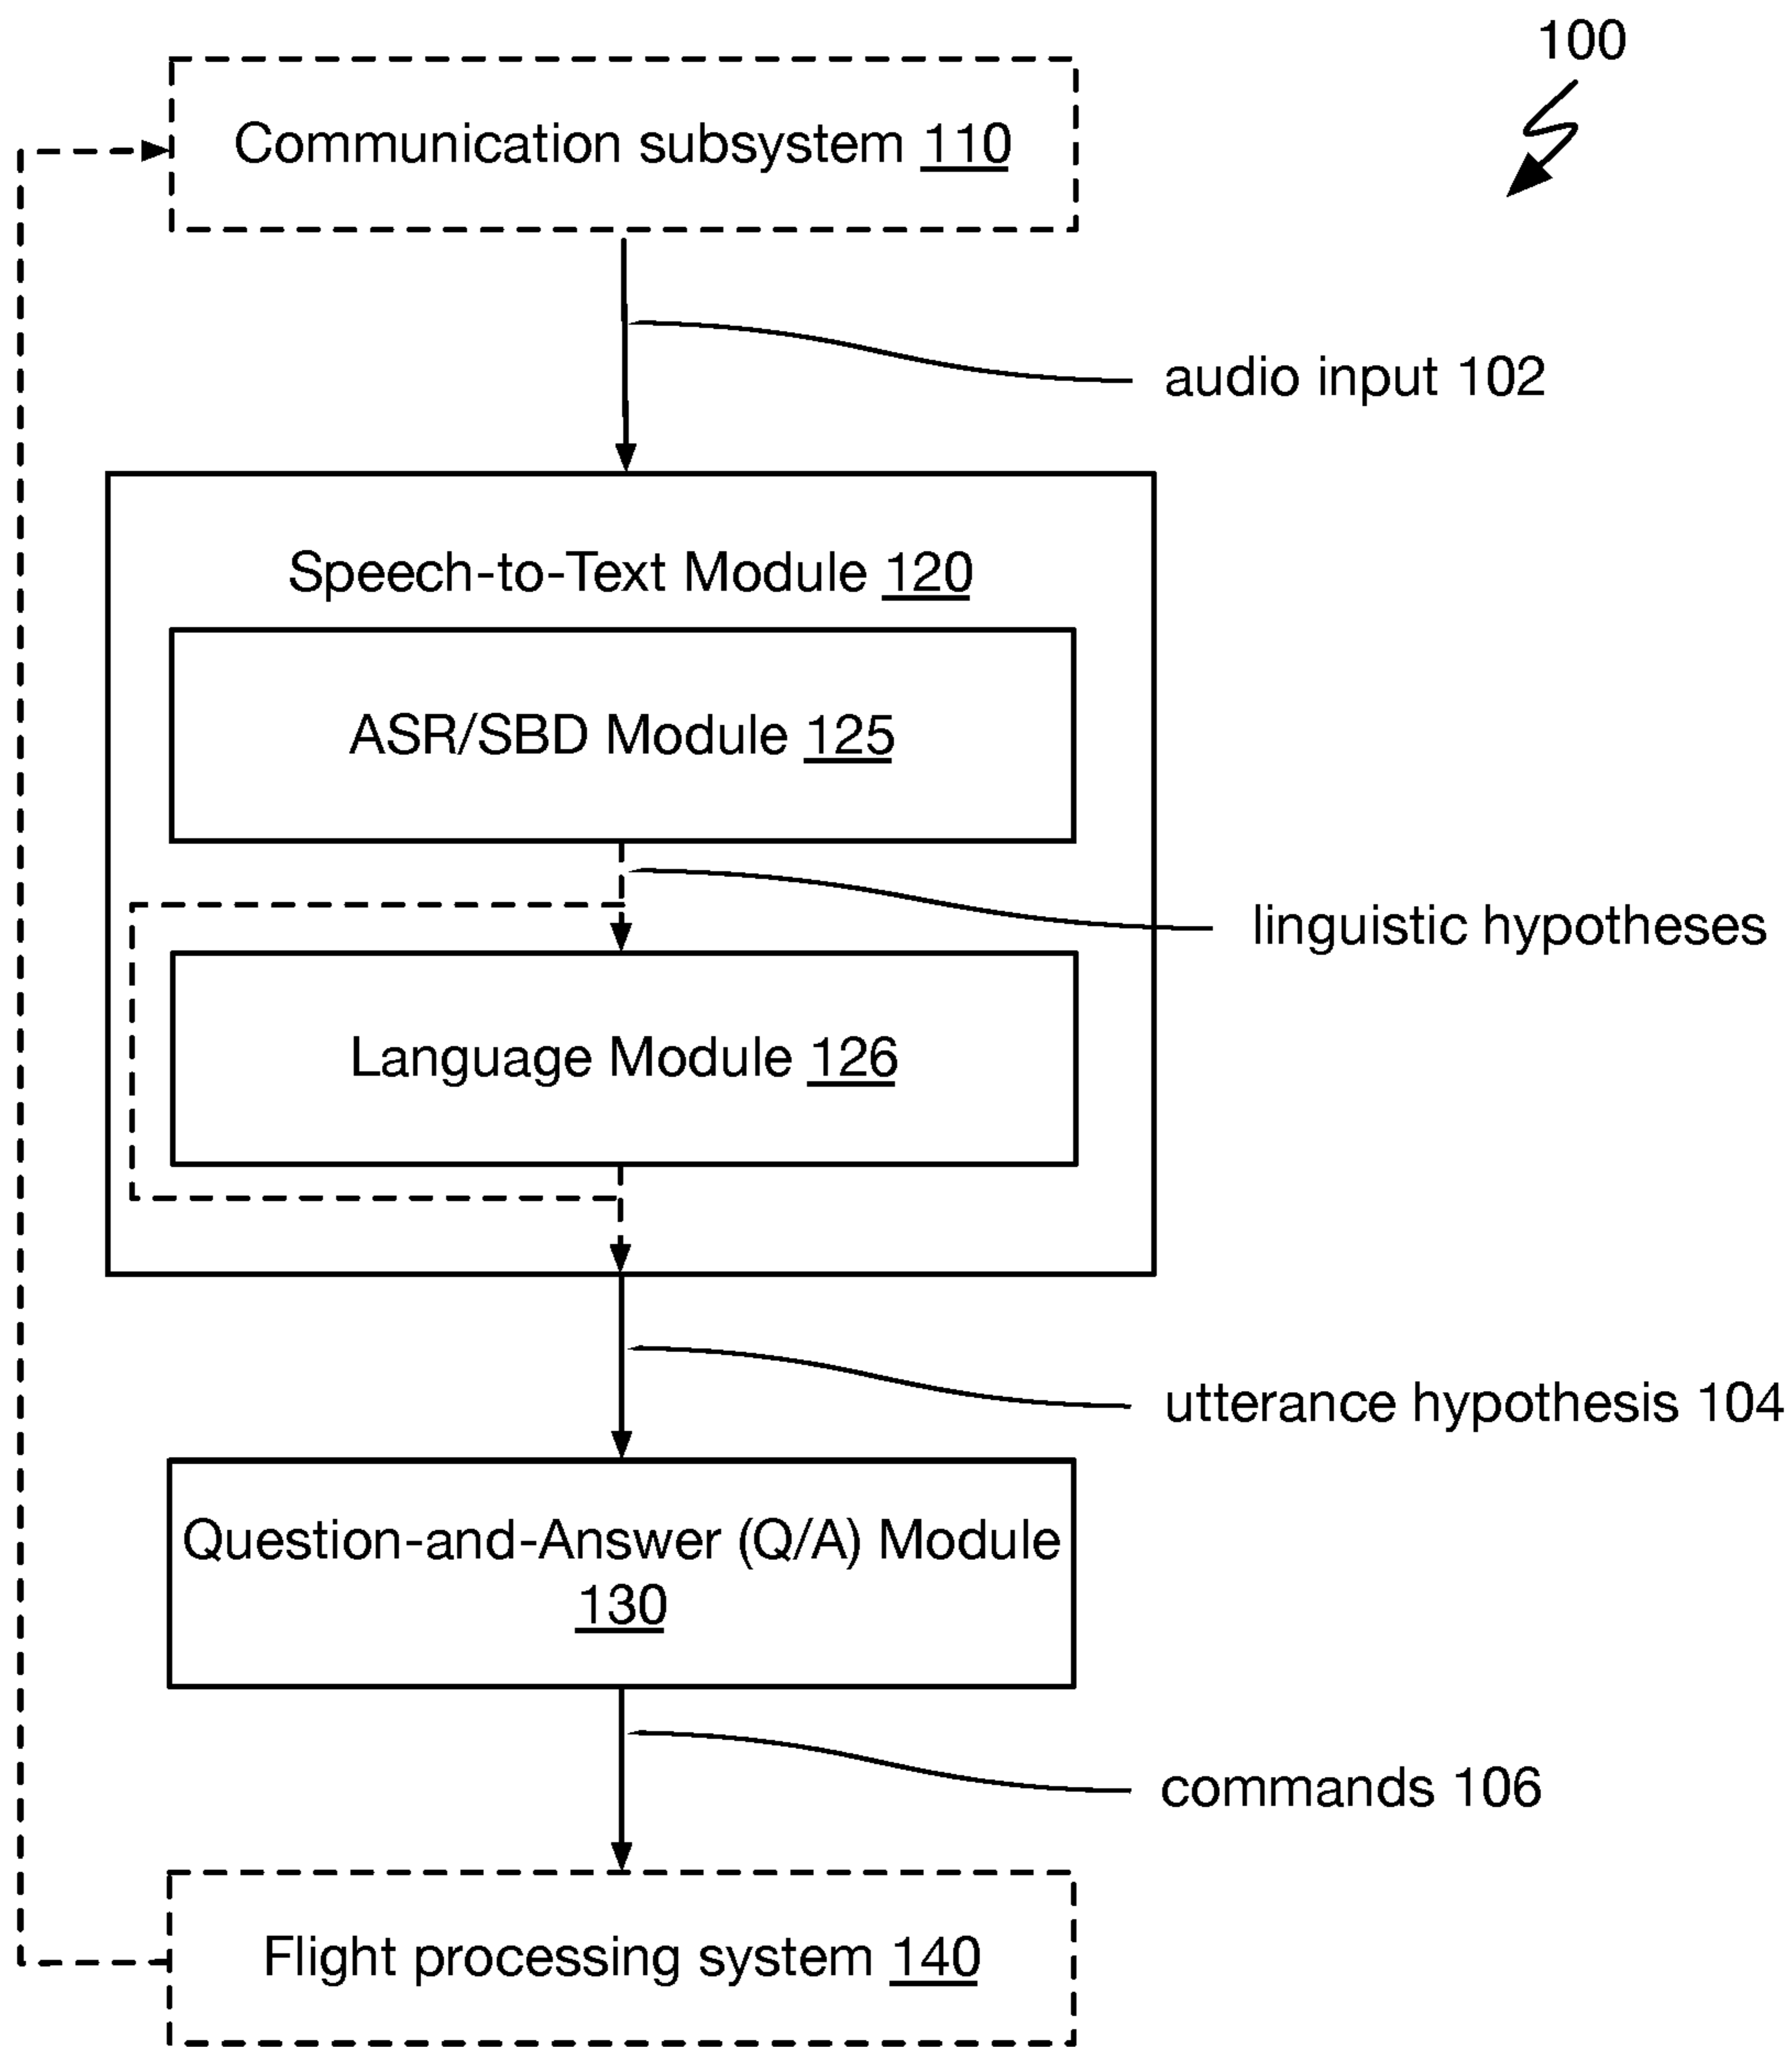 100
Communication subsystem 110
audio input 102
Speech-to-Text Module 120
ASR/SBD Module 125
linguistic hypotheses
Language Module 126
utterance hypothesis 104
Question-and-Answer (Q/A) Module
130
commands 106
Flight processing system 140